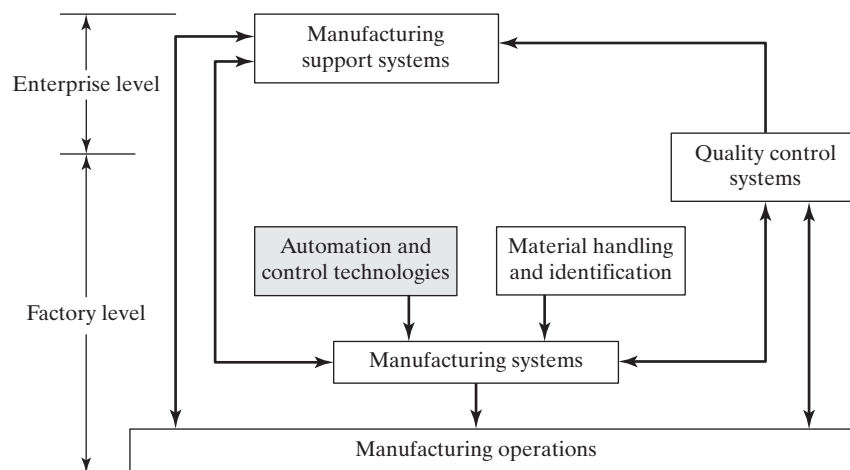 Manufacturing
support systems
Enterprise level
Quality control
systems
Automation and
control technologies
Material handling
and identification
Factory level
Manufacturing systems
Manufacturing operations